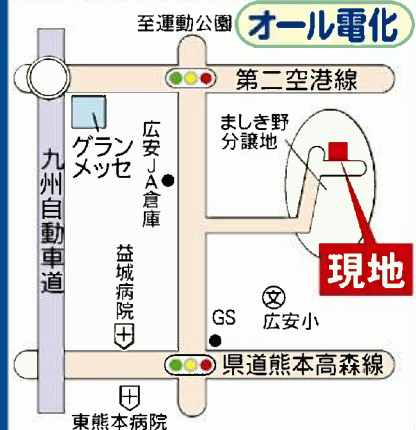 至運動公園
オール電化
第二空港線
グラン
メッセ
広安JA倉庫
ましき野
分譲地
九州自動車道
現地
益城病院
GS
文
広安小
県道熊本高森線
東熊本病院